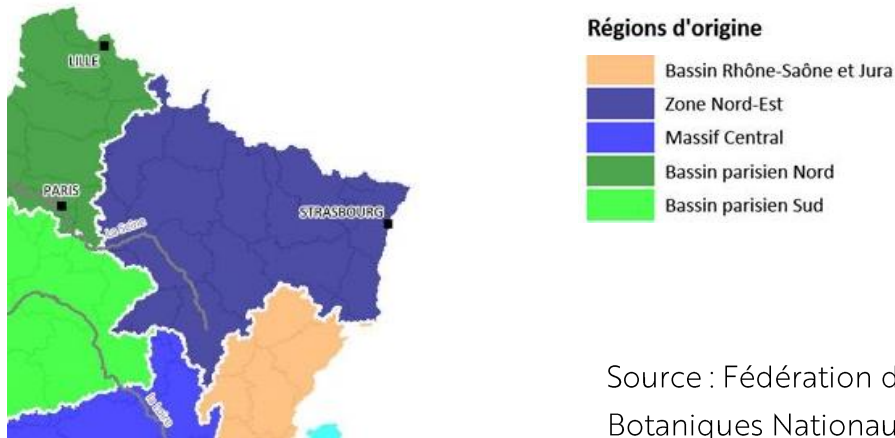 LILLE
PARIS
La Seine
STRASBOURG
la Loire
Régions d'origine
Bassin Rhône-Saône et Jura
Zone Nord-Est
Massif Central
Bassin parisien Nord
Bassin parisien Sud
Source : Fédération d
Botaniques Nationau